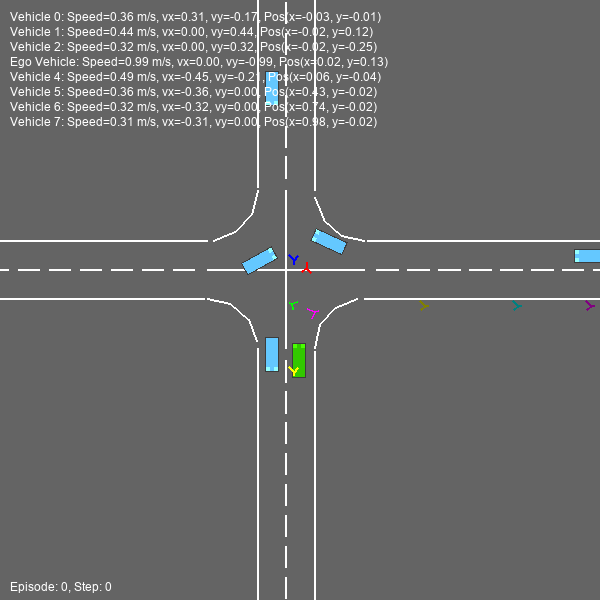 Vehicle 0: Speed=0.36 m/s, vx=0.31, vy=-0.17, Pos(x=-0.03, y=-0.01)
Vehicle 1: Speed=0.44 m/s, vx=0.00, vy=0.44, Pos(x=-0.02, y=0.12)
Vehicle 2: Speed=0.32 m/s, vx=0.00, vy=0.32, Pos(x=-0.02, y=-0.25)
Ego Vehicle: Speed=0.99 m/s, vx=0.00, vy=-0.99, Pos(x=0.02, y=0.13)
Vehicle 4: Speed=0.49 m/s, vx=-0.45, vy=-0.21, Pos(x=0.06, y=-0.04)
Vehicle 5: Speed=0.36 m/s, vx=-0.36, vy=0.00, Pos(x=0.43, y=-0.02)
Vehicle 6: Speed=0.32 m/s, vx=-0.32, vy=0.00, Pos(x=0.74, y=-0.02)
Vehicle 7: Speed=0.31 m/s, vx=-0.31, vy=0.00, Pos(x=0.98, y=-0.02)
Episode: 0, Step: 0